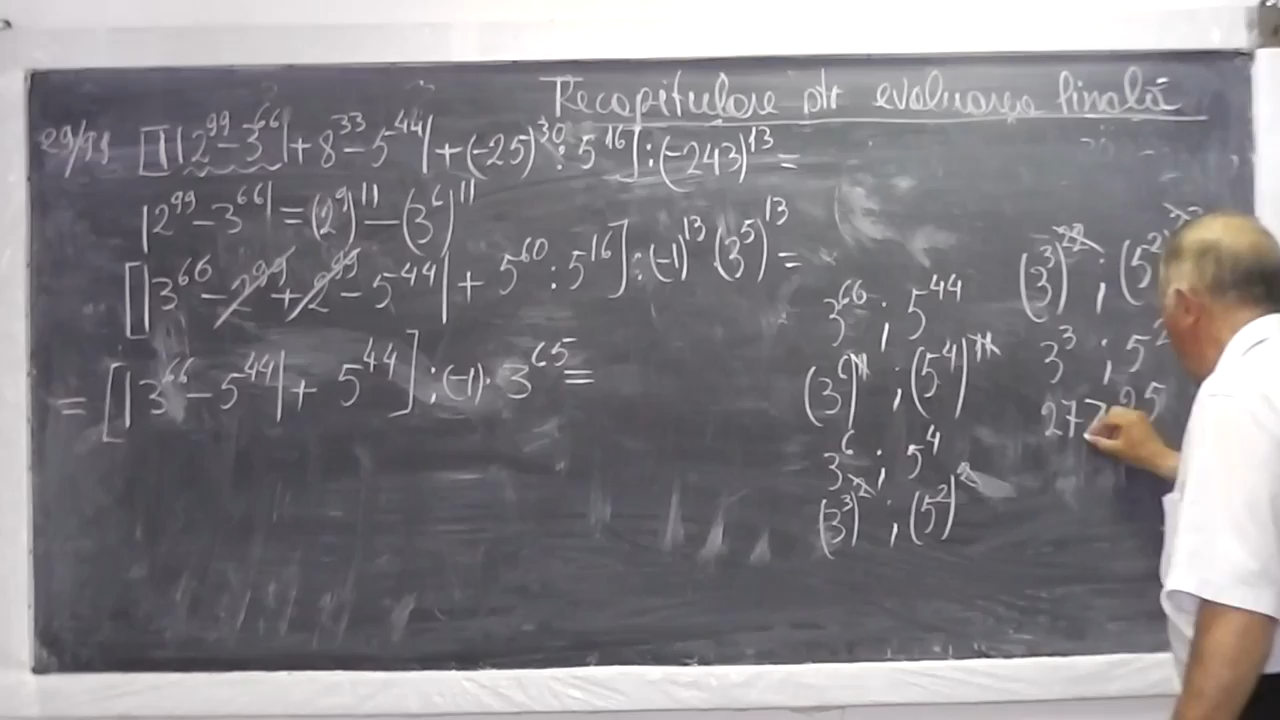 Recapitulare ptr evaluarea finală
29/99 [||2^99-3^66|+8^33-5^44|+(-25)^30:5^16]:(-243)^13=
|2^99-3^66|=(2^9)^11-(3^6)^11
[|3^66-2^99+2^99-5^44|+5^60:5^16]:(-1)^13·(3^5)^13=
=[|3^66-5^44|+5^44]:(-1)·3^65=
3^66 ; 5^44
(3^6)^11 ; (5^4)^11
3^6 ; 5^4
(3^3)^2 ; (5^2)^2
(3^3)^22 ; (5^2)
3^3 ; 5^2
27>25